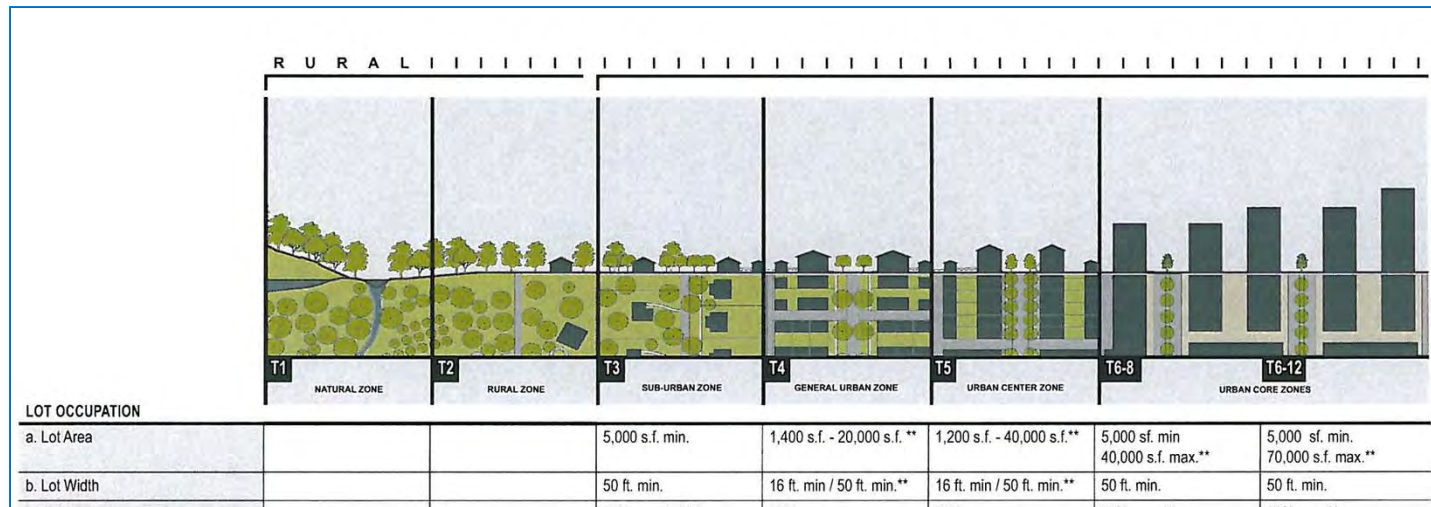 R U R A L I I I I I I I I I I I I I I I I I I I I I I I I I I I I I I I I I I I I I I
T1 T2 T3 T4 T5 T6-8 T6-12
NATURAL ZONE RURAL ZONE SUB-URBAN ZONE GENERAL URBAN ZONE URBAN CENTER ZONE URBAN CORE ZONES
LOT OCCUPATION
a. Lot Area 5,000 s.f. min. 1,400 s.f. - 20,000 s.f. ** 1,200 s.f. - 40,000 s.f.** 5,000 sf. min 5,000 sf. min.
40,000 s.f. max.** 70,000 s.f. max.**
b. Lot Width 50 ft. min. 16 ft. min / 50 ft. min.** 16 ft. min / 50 ft. min.** 50 ft. min. 50 ft. min.